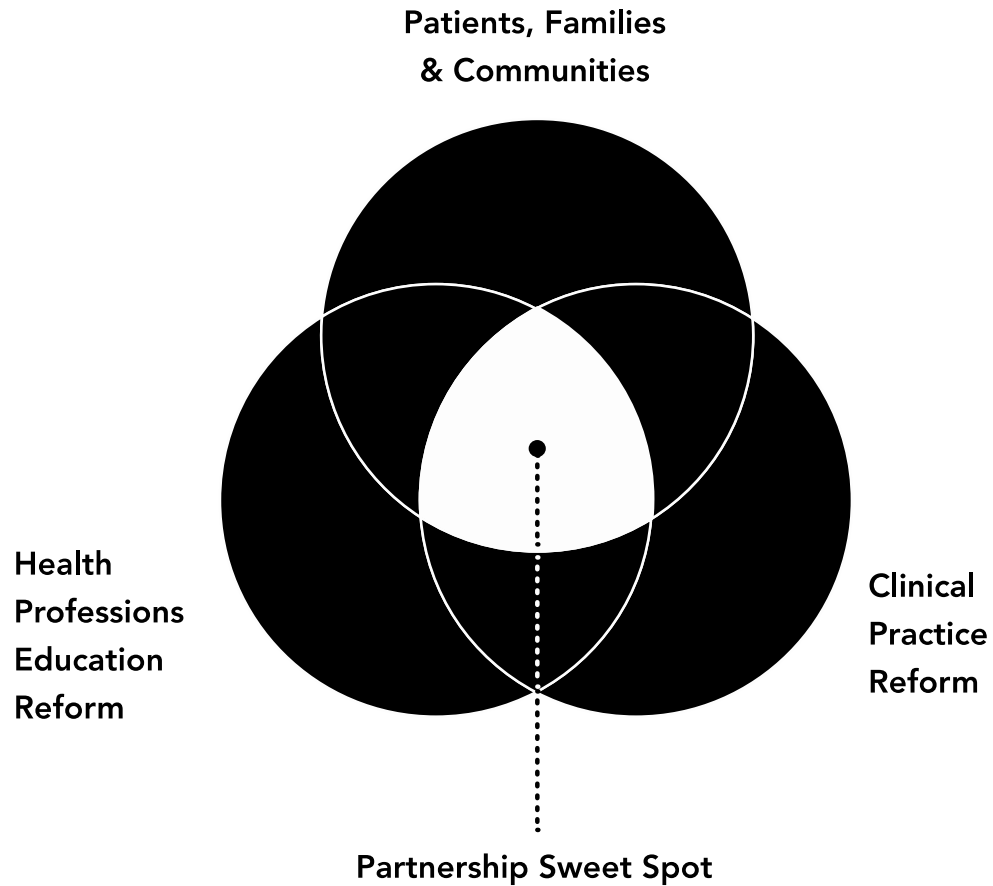 Patients, Families
& Communities
Health
Professions
Education
Reform
Clinical
Practice
Reform
Partnership Sweet Spot